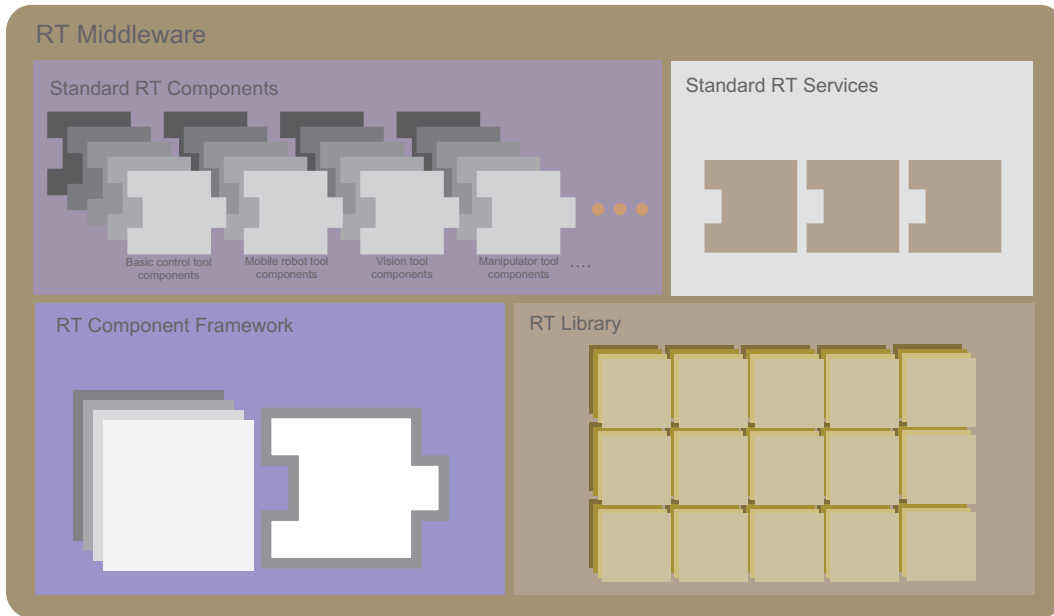 RT Middleware
Standard RT Components
Basic control tool
components
Mobile robot tool
components
Vision tool
components
Manipulator tool
components
....
Standard RT Services
RT Component Framework
RT Library